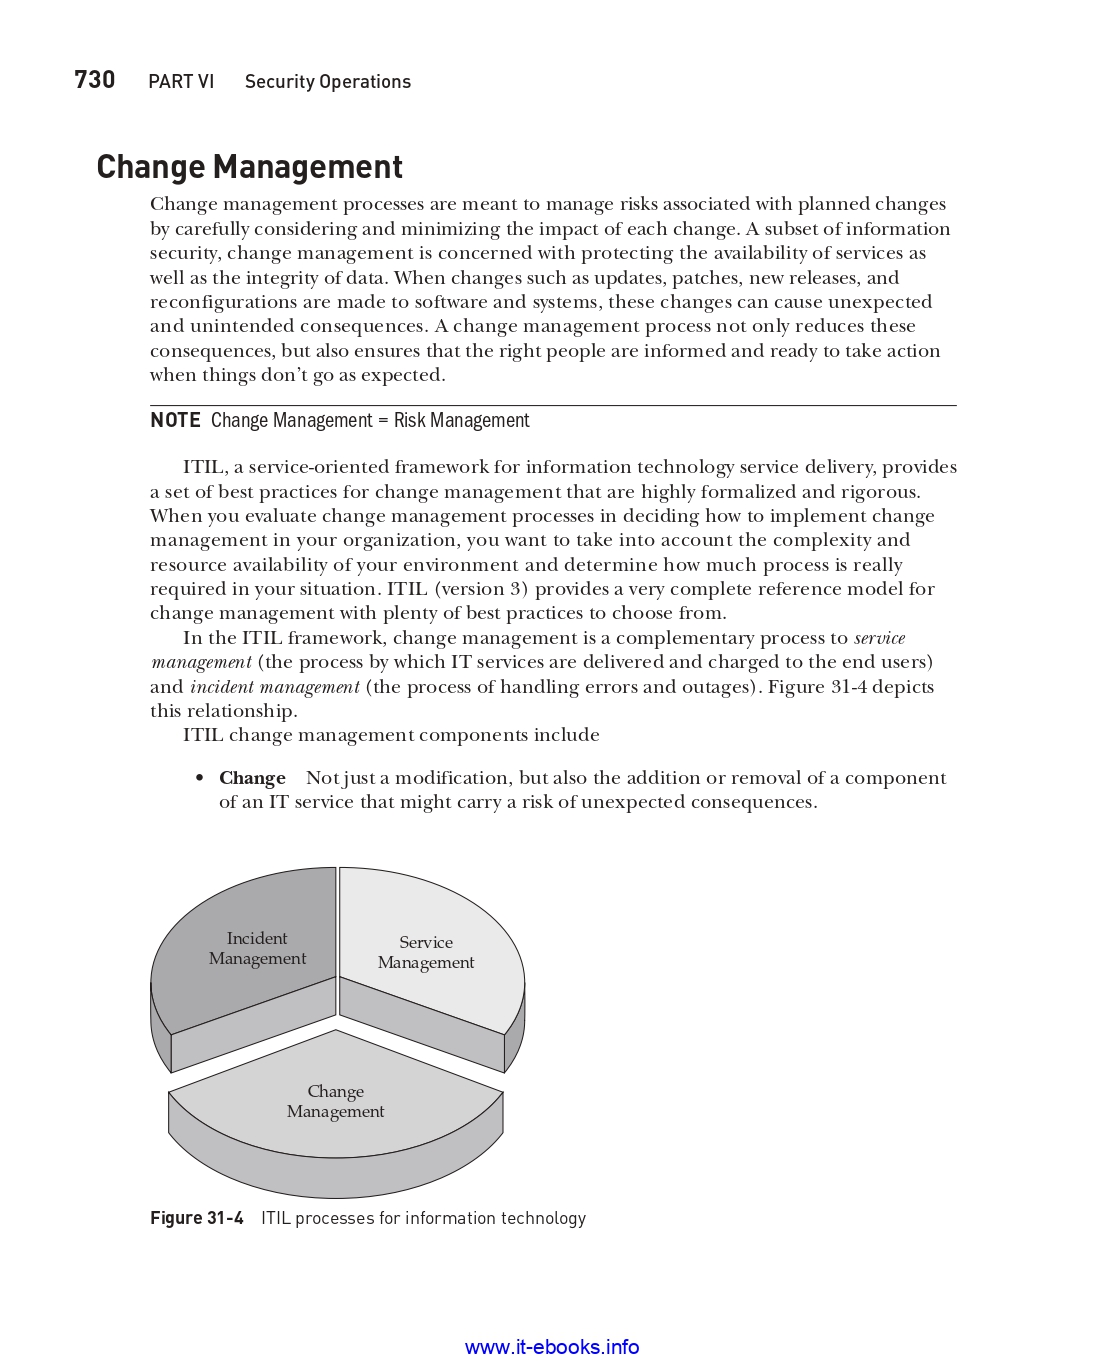 730 PART VI Security Operations
Change Management
Change management processes are meant to manage risks associated with planned changes
by carefully considering and minimizing the impact of each change. A subset of information
security, change management is concerned with protecting the availability of services as
well as the integrity of data. When changes such as updates, patches, new releases, and
reconfigurations are made to software and systems, these changes can cause unexpected
and unintended consequences. A change management process not only reduces these
consequences, but also ensures that the right people are informed and ready to take action
when things don’t go as expected.
NOTE Change Management = Risk Management
ITIL, a service-oriented framework for information technology service delivery, provides
a set of best practices for change management that are highly formalized and rigorous.
When you evaluate change management processes in deciding how to implement change
management in your organization, you want to take into account the complexity and
resource availability of your environment and determine how much process is really
required in your situation. ITIL (version 3) provides a very complete reference model for
change management with plenty of best practices to choose from.
In the ITIL framework, change management is a complementary process to service
management (the process by which IT services are delivered and charged to the end users)
and incident management (the process of handling errors and outages). Figure 31-4 depicts
this relationship.
ITIL change management components include
• Change Not just a modification, but also the addition or removal of a component
of an IT service that might carry a risk of unexpected consequences.
Incident
Management
Service
Management
Change
Management
Figure 31-4 ITIL processes for information technology
www.it-ebooks.info